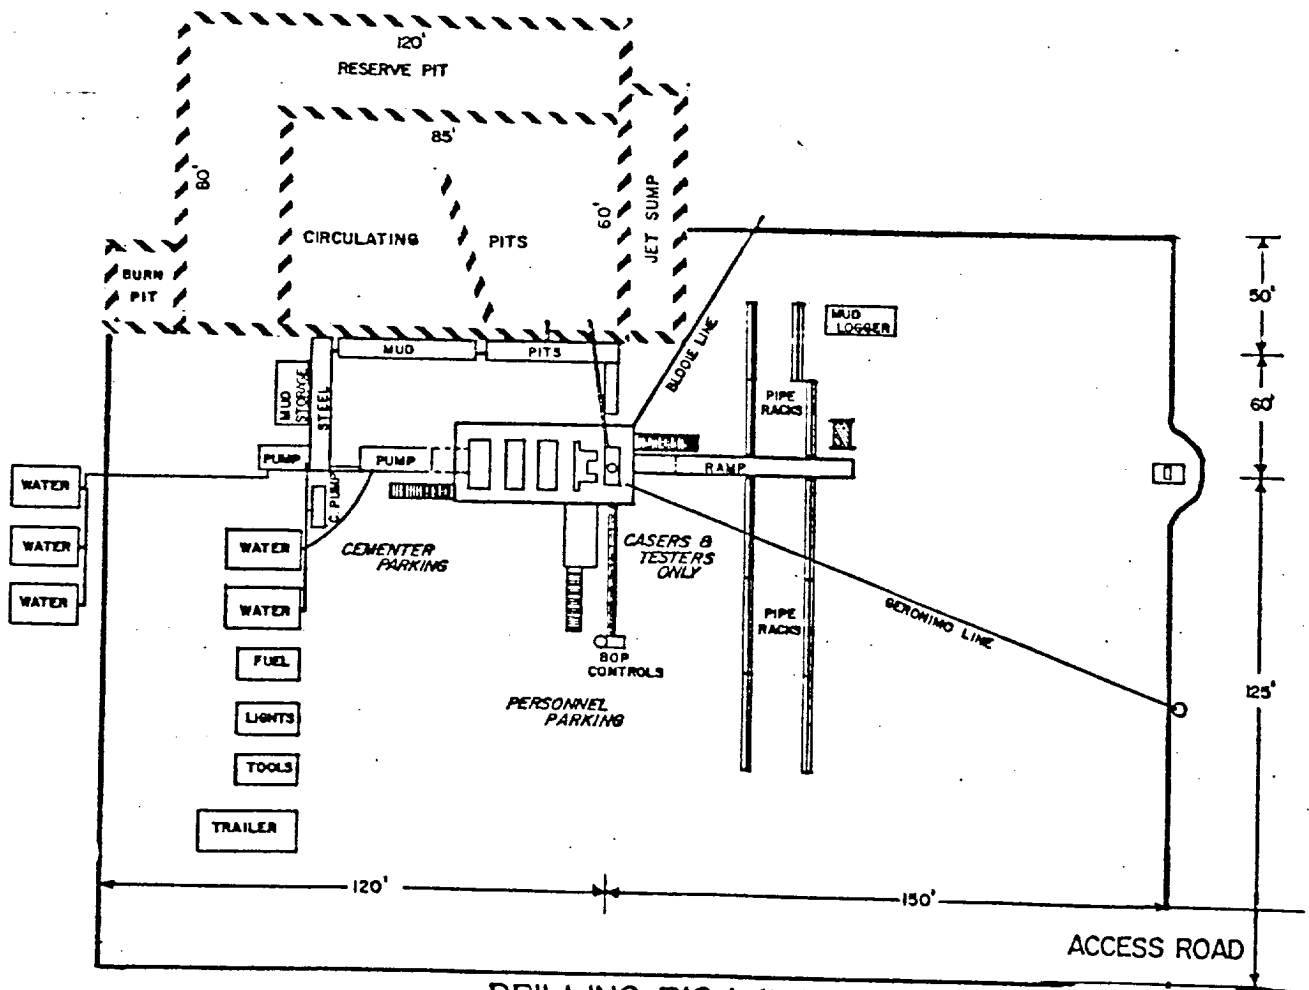 120'
RESERVE PIT
85'
80'
60'
JET SUMP
CIRCULATING PITS
BURN
PIT
50'
MUD
LOGGER
BLOOIE LINE
MUD PITS
MUD
STORAGE
STEEL
PIPE
RACKS
60'
PUMP
PUMP
RAMP
WATER
C. PUMP
WATER
WATER
CEMENTER
PARKING
CASERS &
TESTERS
ONLY
WATER
WATER
GERONIMO LINE
PIPE
RACKS
BOP
CONTROLS
FUEL
125'
PERSONNEL
PARKING
LIGHTS
TOOLS
TRAILER
120'
150'
ACCESS ROAD
DRILLING RIG